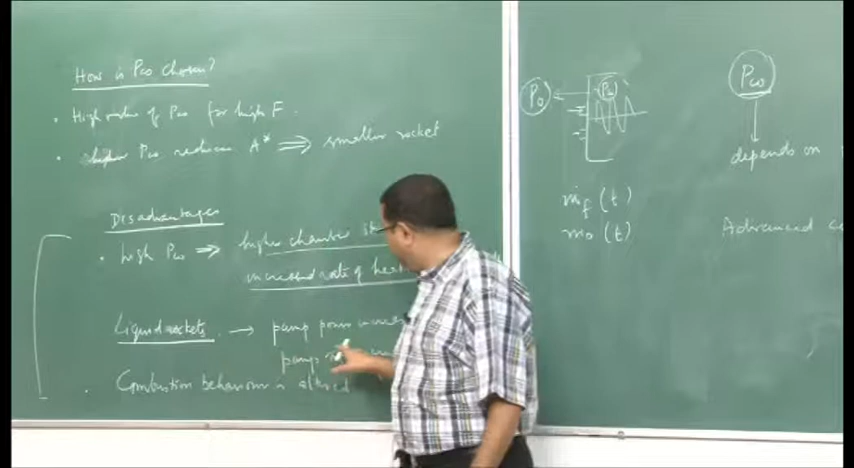 How is Pco chosen?
High value of Pco for high F.
higher Pco reduces A* ⟹ smaller rocket
Disadvantages
high Pco ⟹ higher chamber
increased rate of
Liquid rockets → pump power
pump
Combustion behaviour is altered
P0
Pco
depends on
ṁf (t)
ṁo (t)
Advanced